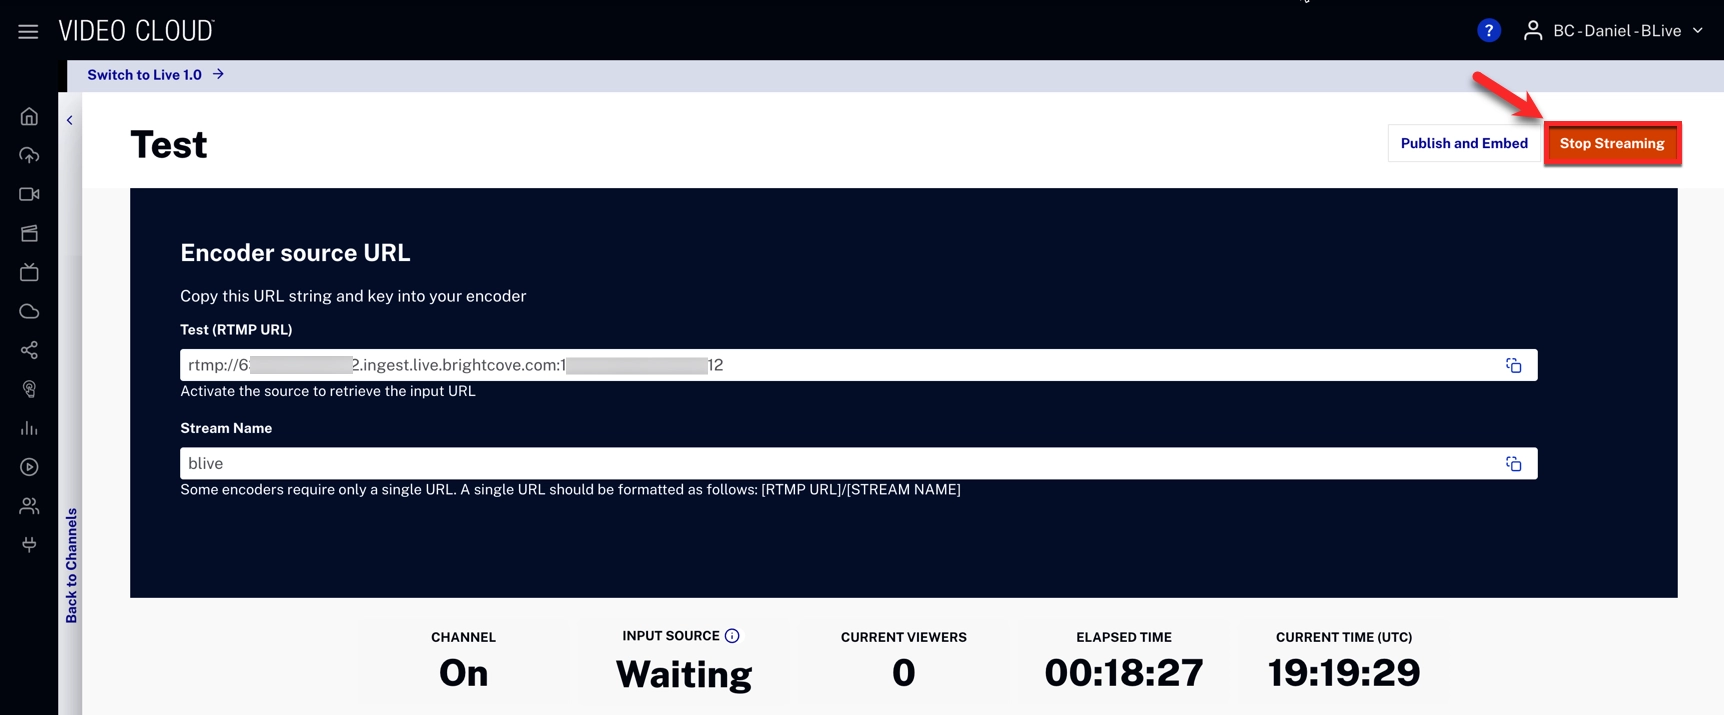 VIDEO CLOUD™
?
BC - Daniel - BLive
Switch to Live 1.0 →
Test
Publish and Embed
Stop Streaming
Encoder source URL
Copy this URL string and key into your encoder
Test (RTMP URL)
rtmp://6 2.ingest.live.brightcove.com:1 12
Activate the source to retrieve the input URL
Stream Name
blive
Some encoders require only a single URL. A single URL should be formatted as follows: [RTMP URL]/[STREAM NAME]
Back to Channels
CHANNEL
On
INPUT SOURCE
Waiting
CURRENT VIEWERS
0
ELAPSED TIME
00:18:27
CURRENT TIME (UTC)
19:19:29